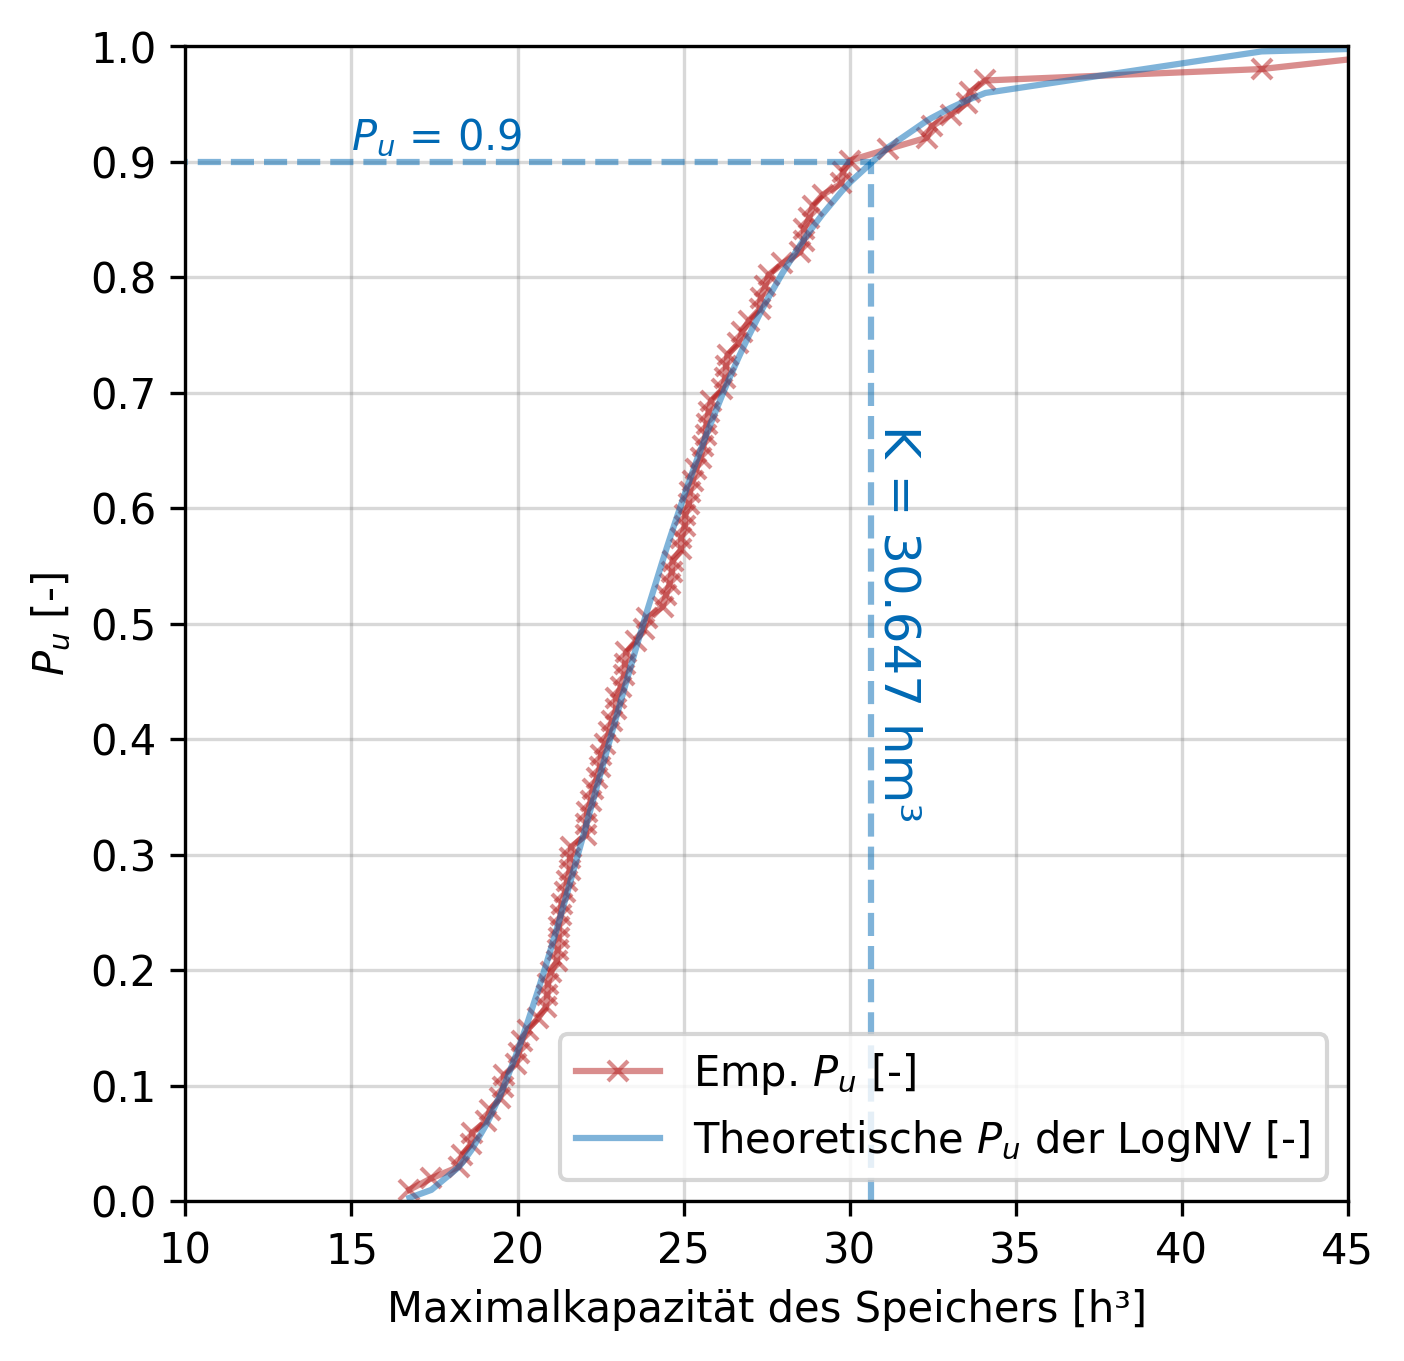 1.0
0.9
0.8
0.7
0.6
0.5
0.4
0.3
0.2
0.1
0.0
P_u [-]
P_u = 0.9
K = 30.647 hm³
Emp. P_u [-]
Theoretische P_u der LogNV [-]
10 15 20 25 30 35 40 45
Maximalkapazität des Speichers [h³]